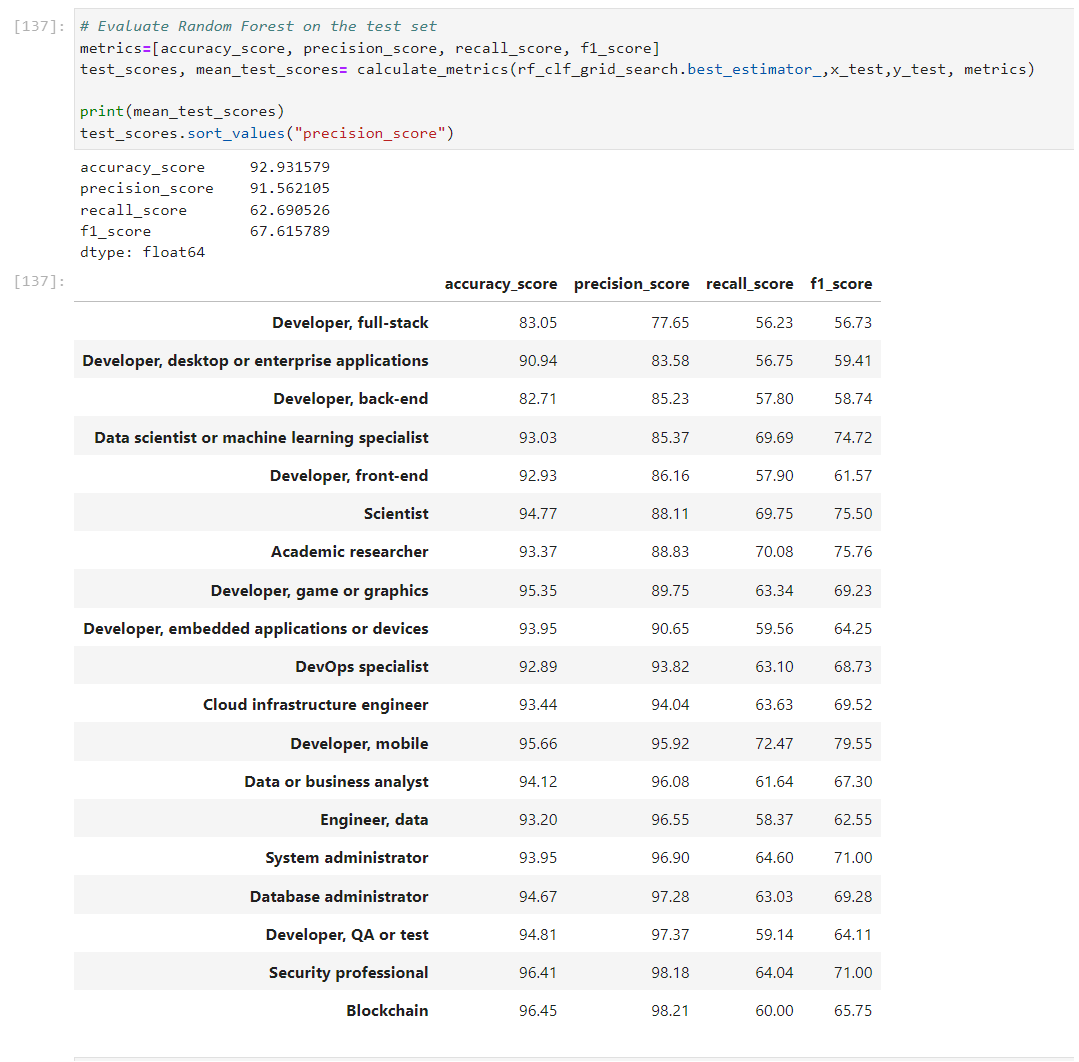 [137]: # Evaluate Random Forest on the test set
metrics=[accuracy_score, precision_score, recall_score, f1_score]
test_scores, mean_test_scores= calculate_metrics(rf_clf_grid_search.best_estimator_,x_test,y_test, metrics)
print(mean_test_scores)
test_scores.sort_values("precision_score")
accuracy_score 92.931579
precision_score 91.562105
recall_score 62.690526
f1_score 67.615789
dtype: float64
[137]: accuracy_score precision_score recall_score f1_score
Developer, full-stack 83.05 77.65 56.23 56.73
Developer, desktop or enterprise applications 90.94 83.58 56.75 59.41
Developer, back-end 82.71 85.23 57.80 58.74
Data scientist or machine learning specialist 93.03 85.37 69.69 74.72
Developer, front-end 92.93 86.16 57.90 61.57
Scientist 94.77 88.11 69.75 75.50
Academic researcher 93.37 88.83 70.08 75.76
Developer, game or graphics 95.35 89.75 63.34 69.23
Developer, embedded applications or devices 93.95 90.65 59.56 64.25
DevOps specialist 92.89 93.82 63.10 68.73
Cloud infrastructure engineer 93.44 94.04 63.63 69.52
Developer, mobile 95.66 95.92 72.47 79.55
Data or business analyst 94.12 96.08 61.64 67.30
Engineer, data 93.20 96.55 58.37 62.55
System administrator 93.95 96.90 64.60 71.00
Database administrator 94.67 97.28 63.03 69.28
Developer, QA or test 94.81 97.37 59.14 64.11
Security professional 96.41 98.18 64.04 71.00
Blockchain 96.45 98.21 60.00 65.75